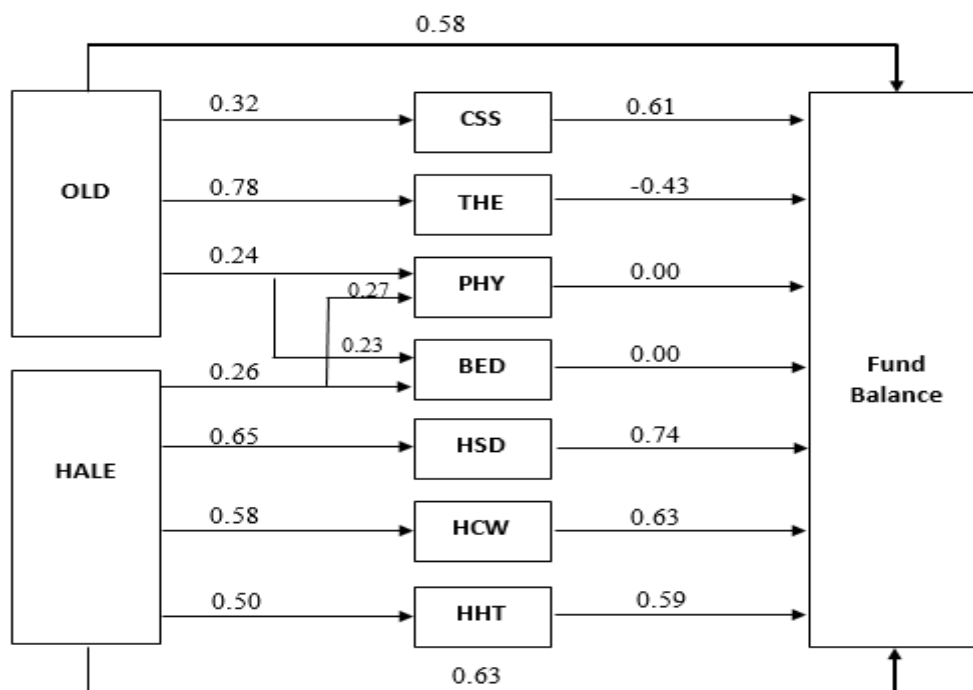 0.58
0.32
CSS
0.61
OLD
0.78
THE
-0.43
0.24
PHY
0.00
0.27
0.23
BED
0.00
0.26
Fund
Balance
HALE
0.65
HSD
0.74
0.58
HCW
0.63
0.50
HHT
0.59
0.63